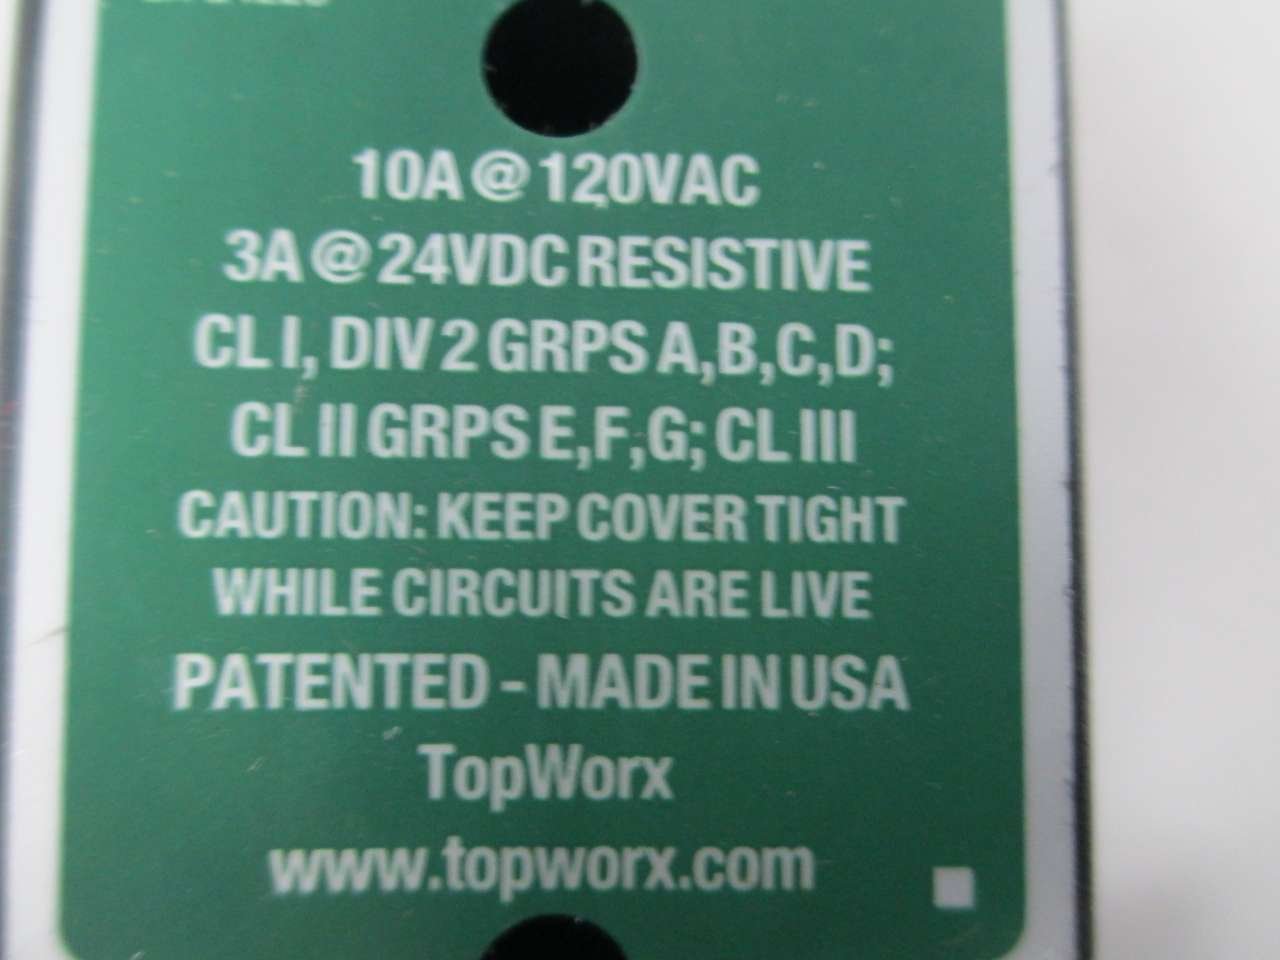 10A @ 120VAC
3A @ 24VDC RESISTIVE
CL I, DIV 2 GRPS A,B,C,D;
CL II GRPS E,F,G; CL III
CAUTION: KEEP COVER TIGHT
WHILE CIRCUITS ARE LIVE
PATENTED - MADE IN USA
TopWorx
www.topworx.com